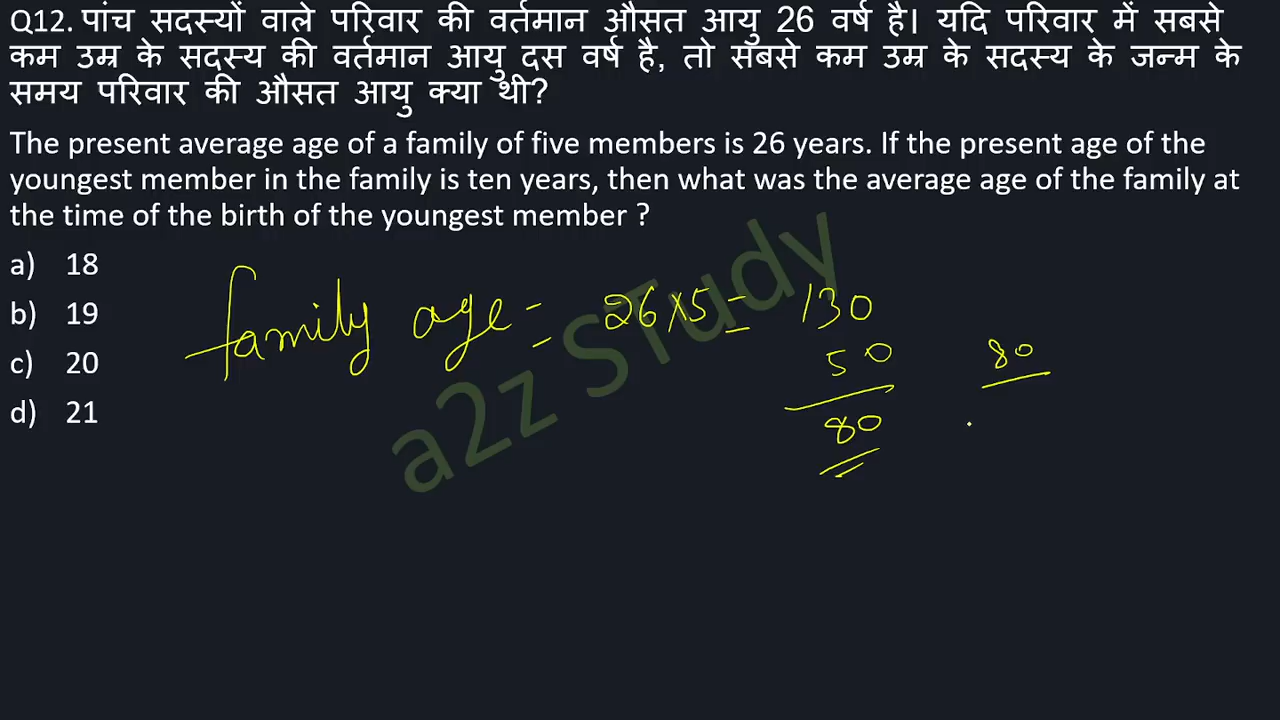 Q12. पांच सदस्यों वाले परिवार की वर्तमान औसत आयु 26 वर्ष है। यदि परिवार में सबसे
कम उम्र के सदस्य की वर्तमान आयु दस वर्ष है, तो सबसे कम उम्र के सदस्य के जन्म के
समय परिवार की औसत आयु क्या थी?
The present average age of a family of five members is 26 years. If the present age of the
youngest member in the family is ten years, then what was the average age of the family at
the time of the birth of the youngest member ?
a) 18
b) 19
c) 20
d) 21
family age = 26×5 = 130
50
80
80
a2z STudy